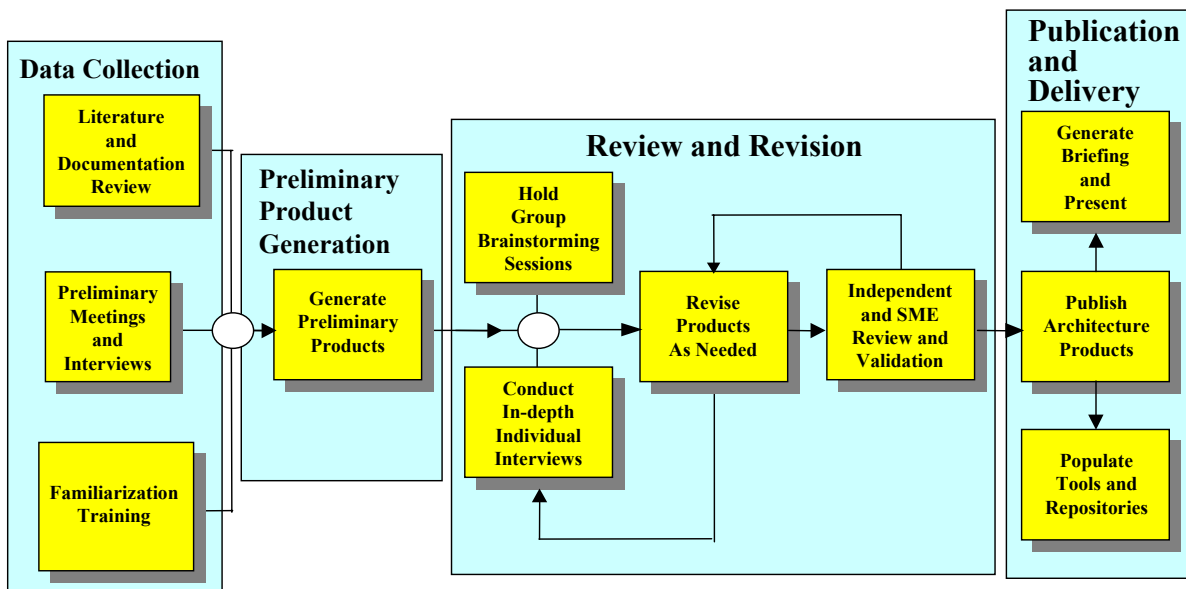 Data Collection
Literature
and
Documentation
Review
Preliminary
Meetings
and
Interviews
Familiarization
Training
Preliminary
Product
Generation
Generate
Preliminary
Products
Review and Revision
Hold
Group
Brainstorming
Sessions
Conduct
In-depth
Individual
Interviews
Revise
Products
As Needed
Independent
and SME
Review and
Validation
Publication
and
Delivery
Generate
Briefing
and
Present
Publish
Architecture
Products
Populate
Tools and
Repositories